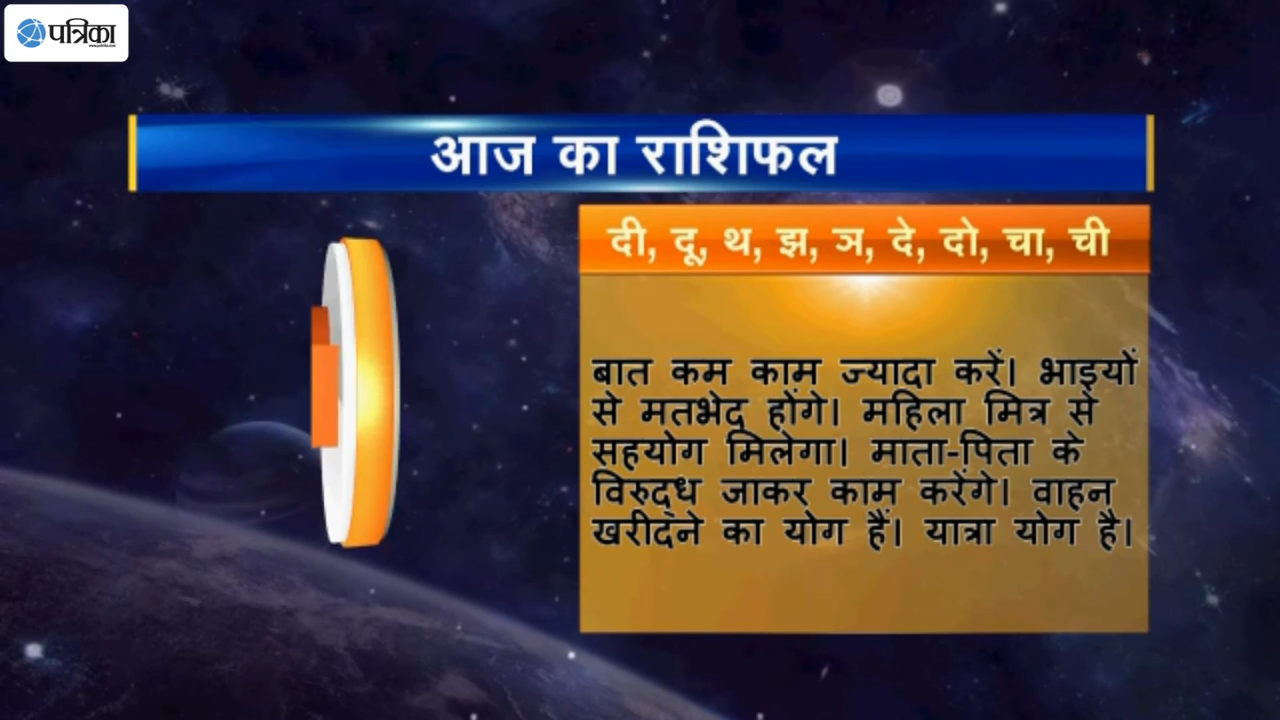 पत्रिका
आज का राशिफल
दी, दू, थ, झ, ञ, दे, दो, चा, ची
बात कम काम ज्यादा करें। भाइयों
से मतभेद होंगे। महिला मित्र से
सहयोग मिलेगा। माता-पिता के
विरुद्ध जाकर काम करेंगे। वाहन
खरीदने का योग हैं। यात्रा योग है।